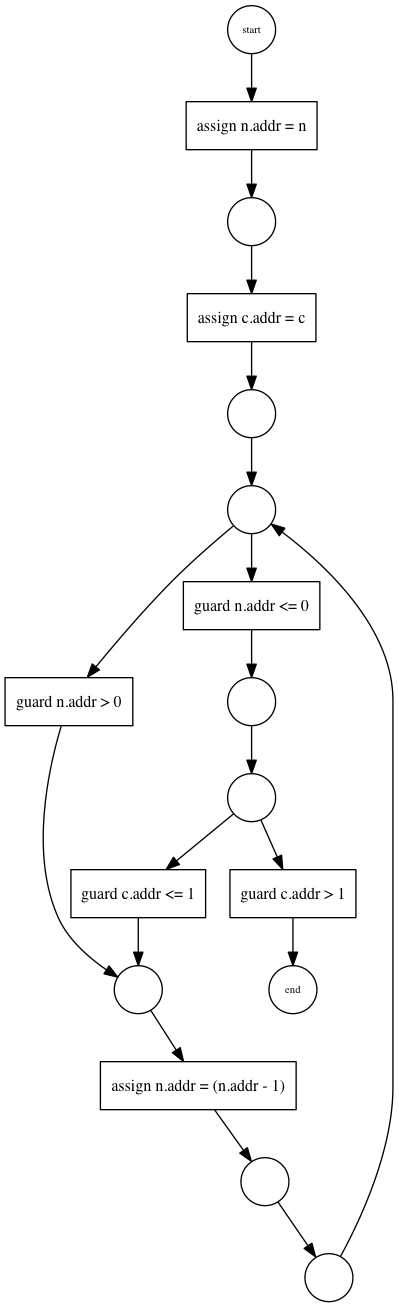 start
assign n.addr = n
assign c.addr = c
guard n.addr <= 0
guard n.addr > 0
guard c.addr <= 1
guard c.addr > 1
end
assign n.addr = (n.addr - 1)